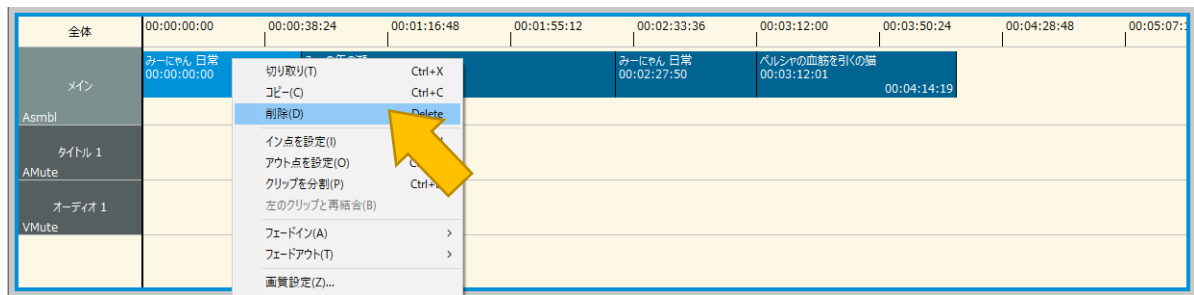 全体
00:00:00:00
00:00:38:24
00:01:16:48
00:01:55:12
00:02:33:36
00:03:12:00
00:03:50:24
00:04:28:48
00:05:07:
メイン
Asmbl
みーにゃん 日常
00:00:00:00
みーにゃん 日常
00:02:27:50
ペルシャの血筋を引くの猫
00:03:12:01
00:04:14:19
タイトル 1
AMute
オーディオ 1
VMute
切り取り(T) Ctrl+X
コピー(C) Ctrl+C
削除(D) Delete
イン点を設定(I)
アウト点を設定(O)
クリップを分割(P) Ctrl+
左のクリップと再結合(B)
フェードイン(A) >
フェードアウト(T) >
画質設定(Z)...